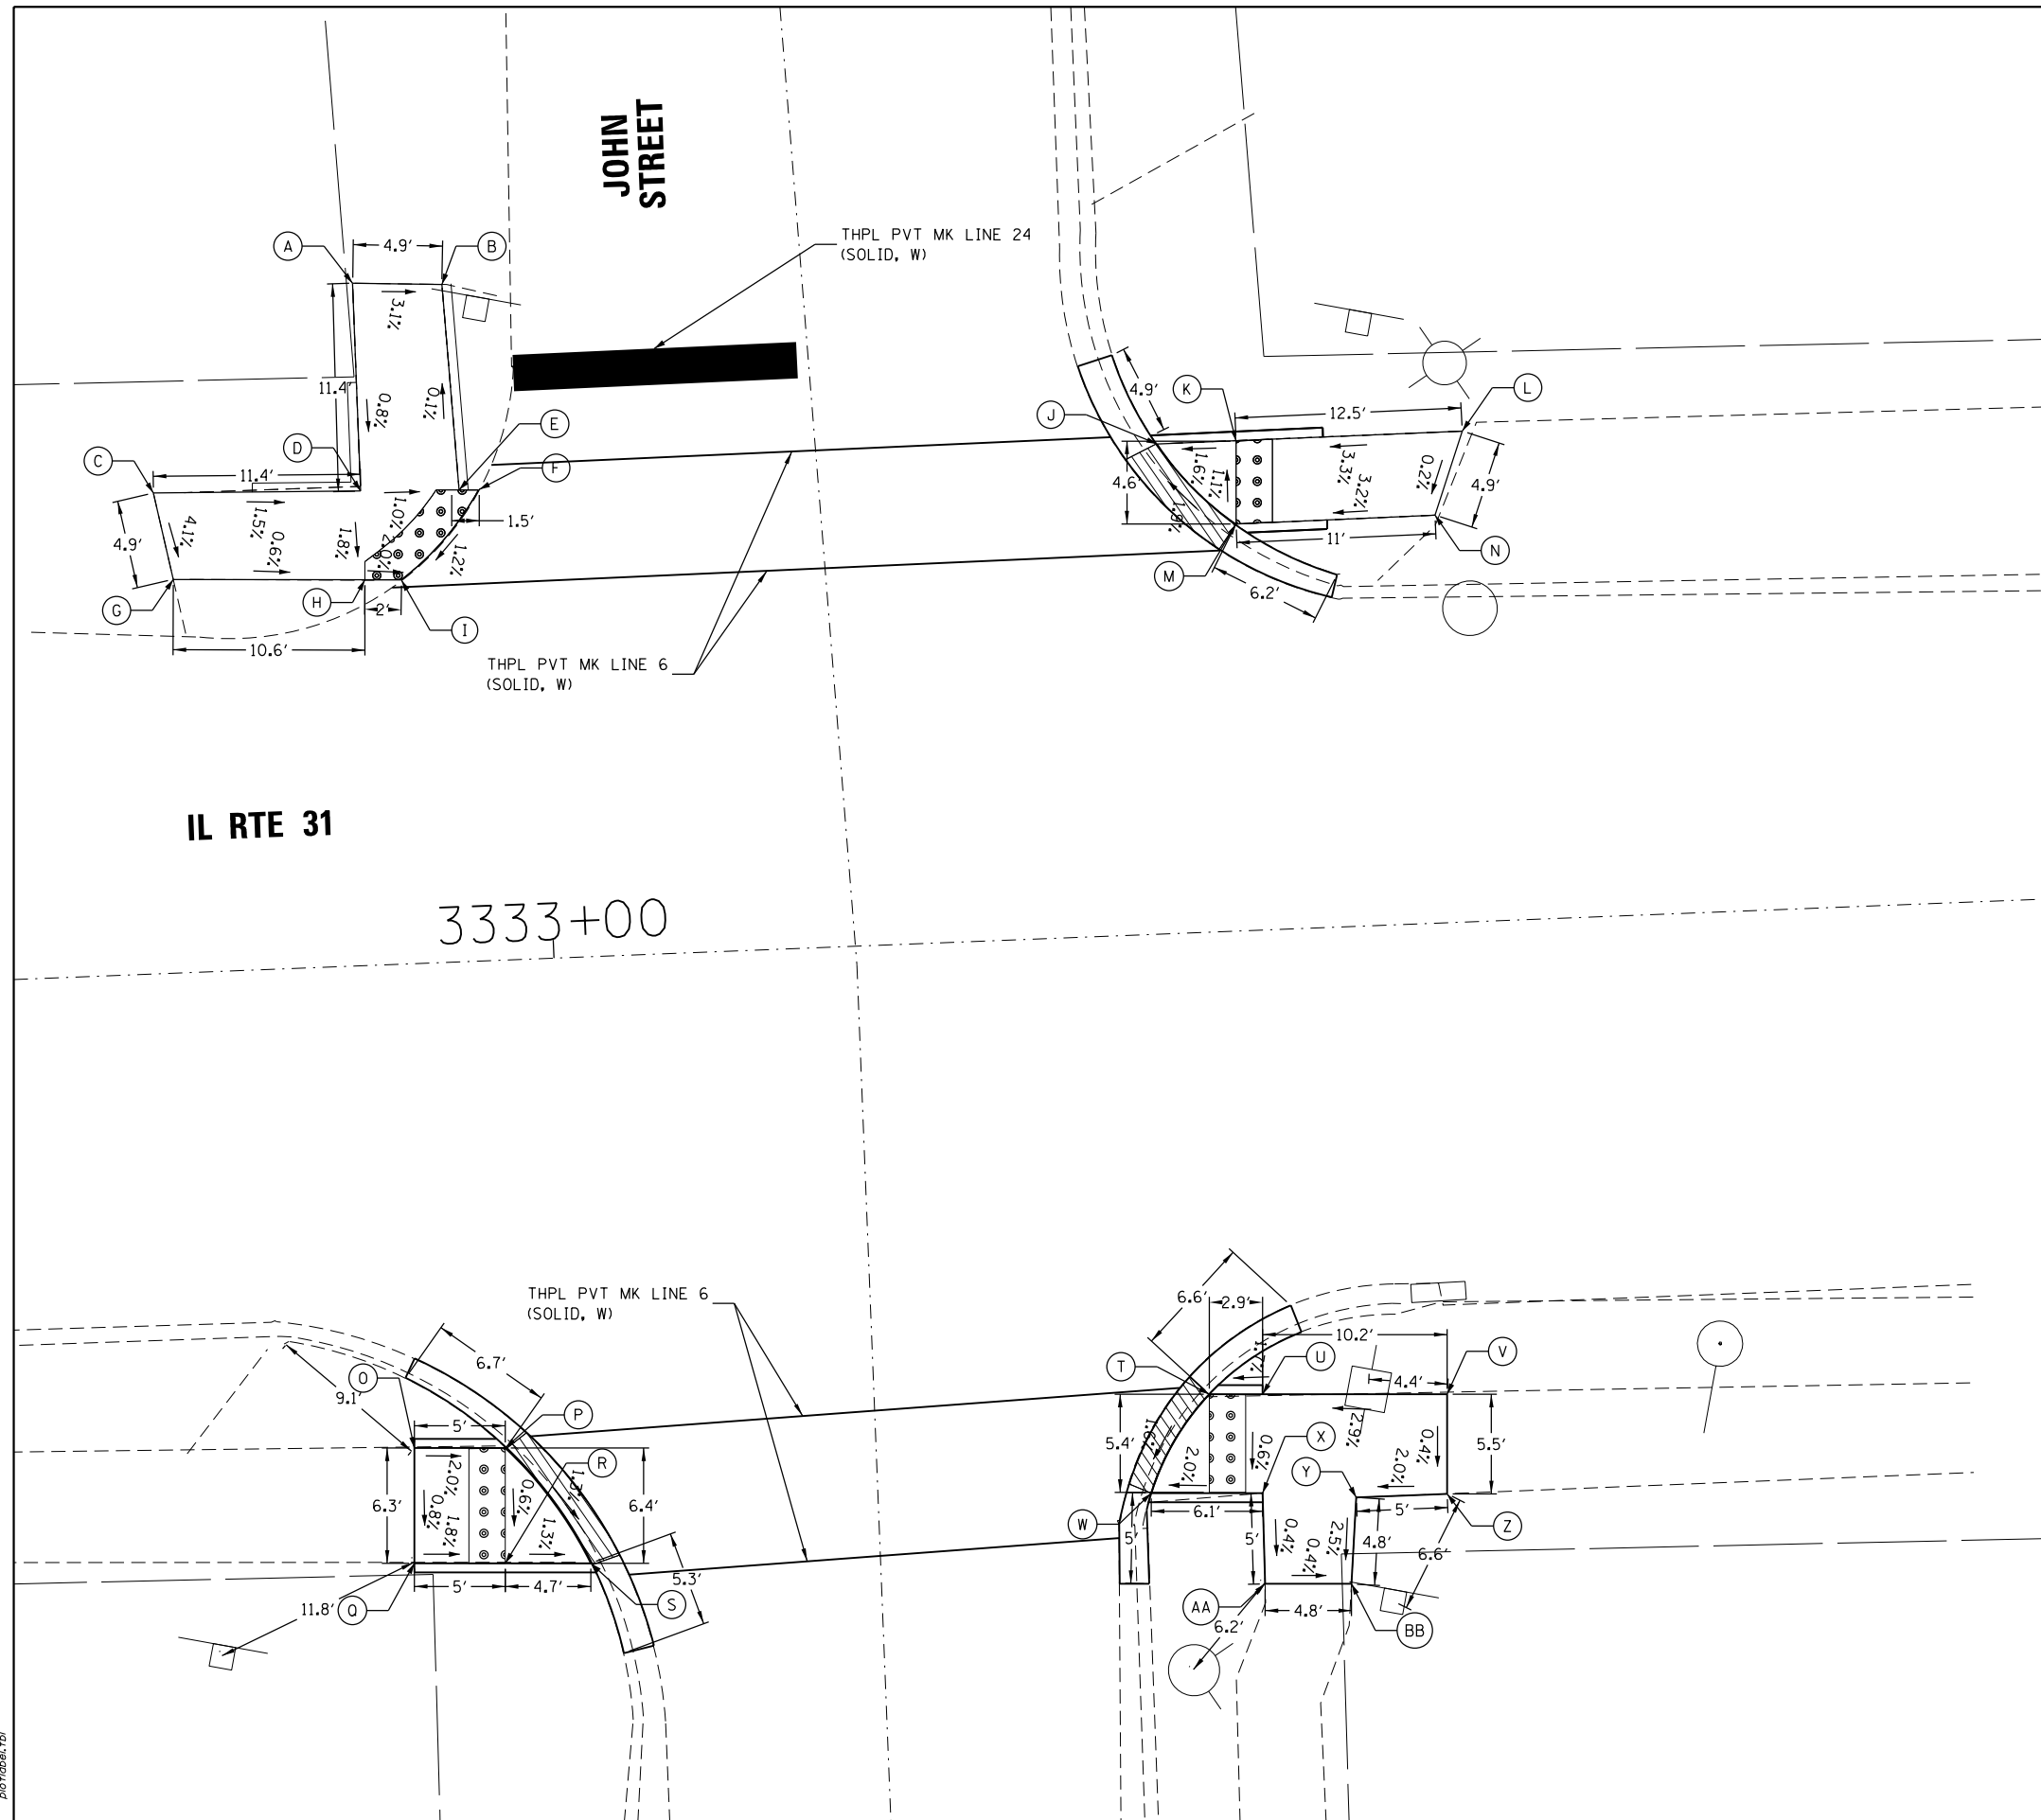 JOHN
STREET
THPL PVT MK LINE 24
(SOLID, W)
A
4.9'
B
3.1%
11.4'
0.8%
0.1%
C
D
E
F
11.4'
4.9'
4.1%
1.5%
0.6%
1.8%
1.0%
2.0%
1.2%
1.5'
G
H
2'
I
10.6'
THPL PVT MK LINE 6
(SOLID, W)
J
4.9'
K
12.5'
L
4.6'
1.6%
1.1%
3.3%
3.2%
0.2%
4.9'
11'
M
N
6.2'
IL RTE 31
3333+00
THPL PVT MK LINE 6
(SOLID, W)
6.7'
O
9.1'
5'
P
R
6.3'
2.0%
0.8%
1.8%
0.6%
1.3%
1.3%
6.4'
5'
4.7'
5.3'
S
11.8'
Q
6.6'
2.9'
10.2'
T
U
V
4.4'
5.4'
2.0%
0.6%
X
2.9%
2.0%
0.4%
5.5'
Y
W
6.1'
5'
5'
5'
Z
0.4%
0.4%
2.5%
4.8'
6.6'
AA
4.8'
6.2'
BB
plotlabel.tbl